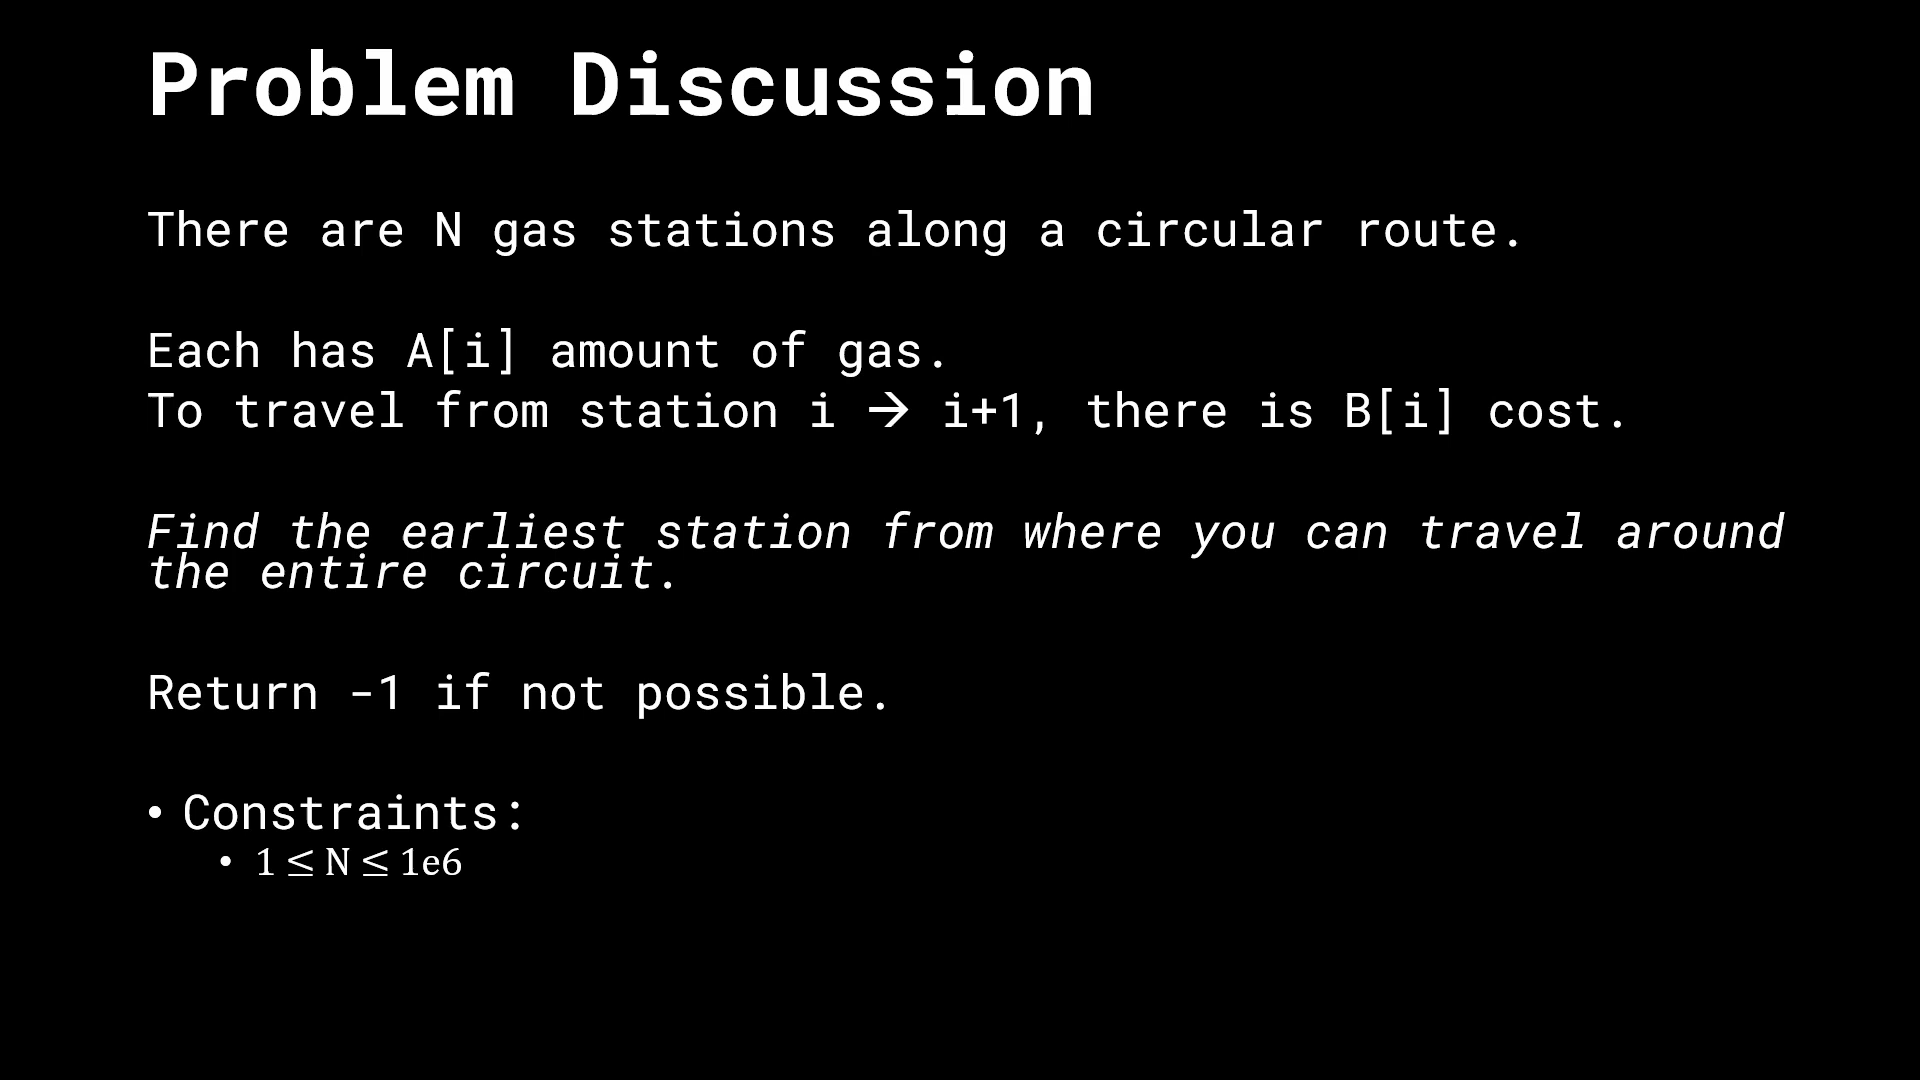 Problem Discussion
There are N gas stations along a circular route.
Each has A[i] amount of gas.
To travel from station i → i+1, there is B[i] cost.
Find the earliest station from where you can travel around
the entire circuit.
Return -1 if not possible.
• Constraints:
• 1 ≤ N ≤ 1e6